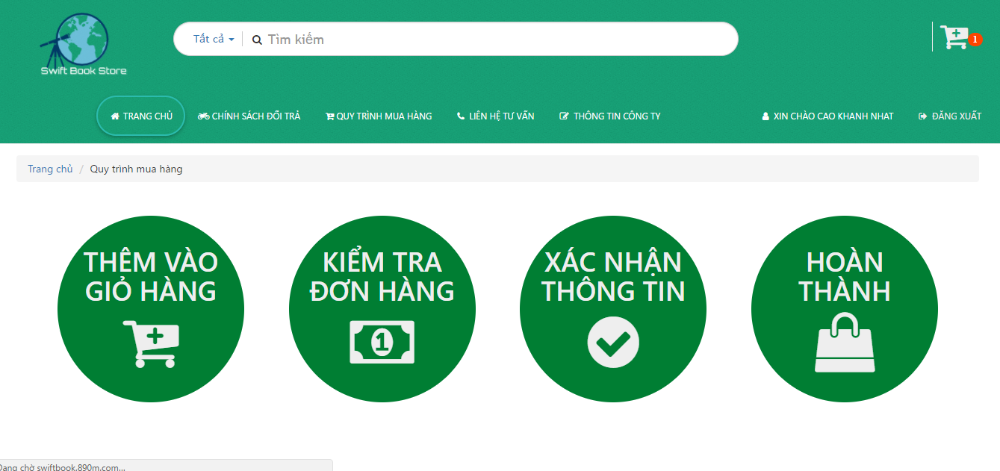 Swift Book Store
Tất cả Tìm kiếm
1
TRANG CHỦ CHÍNH SÁCH ĐỔI TRẢ QUY TRÌNH MUA HÀNG LIÊN HỆ TƯ VẤN THÔNG TIN CÔNG TY XIN CHÀO CAO KHANH NHAT ĐĂNG XUẤT
Trang chủ / Quy trình mua hàng
THÊM VÀO
GIỎ HÀNG
KIỂM TRA
ĐƠN HÀNG
1
XÁC NHẬN
THÔNG TIN
HOÀN
THÀNH
Đang chờ swiftbook.890m.com...